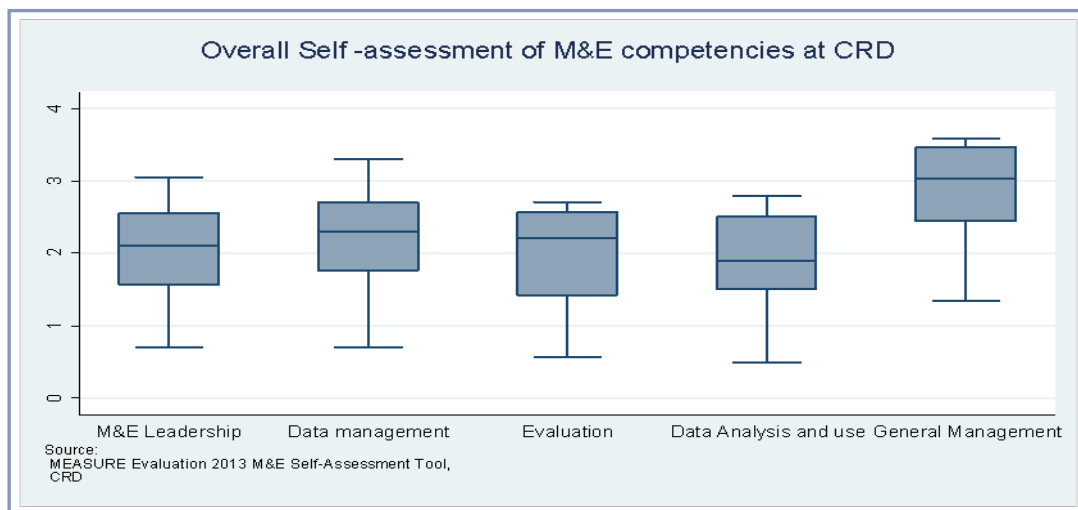 Overall Self -assessment of M&E competencies at CRD
4
3
2
1
0
M&E Leadership Data management Evaluation Data Analysis and use General Management
Source:
MEASURE Evaluation 2013 M&E Self-Assessment Tool,
CRD